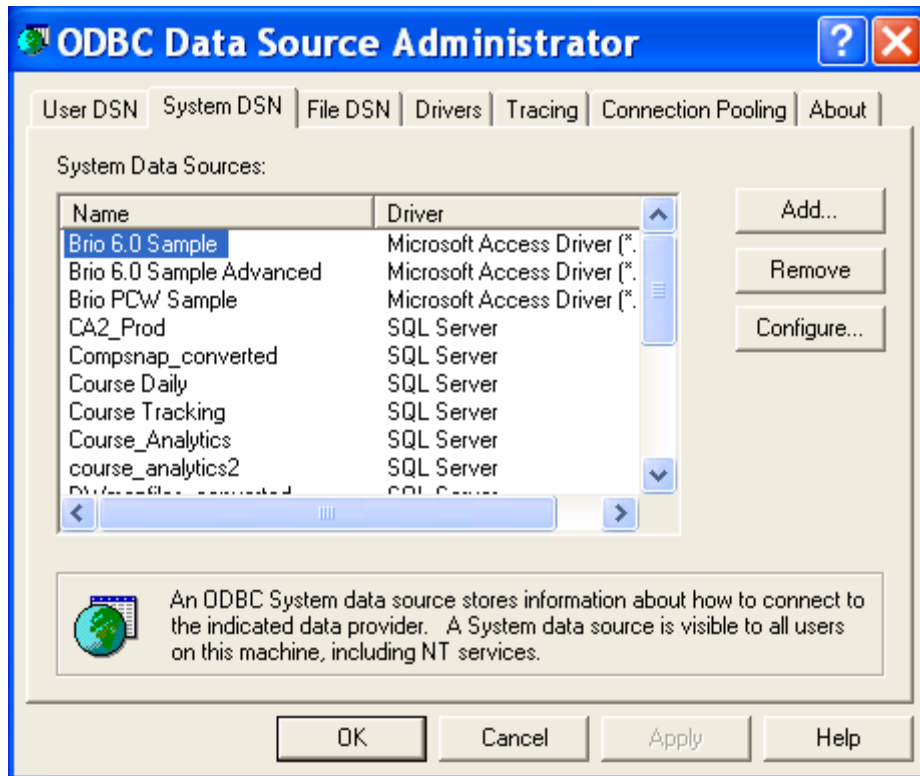 ODBC Data Source Administrator
User DSN System DSN File DSN Drivers Tracing Connection Pooling About
System Data Sources:
Name Driver
Brio 6.0 Sample Microsoft Access Driver (*.
Brio 6.0 Sample Advanced Microsoft Access Driver (*.
Brio PCW Sample Microsoft Access Driver (*.
CA2_Prod SQL Server
Compsnap_converted SQL Server
Course Daily SQL Server
Course Tracking SQL Server
Course_Analytics SQL Server
course_analytics2 SQL Server
SQL Server
Add...
Remove
Configure...
An ODBC System data source stores information about how to connect to
the indicated data provider. A System data source is visible to all users
on this machine, including NT services.
OK Cancel Apply Help